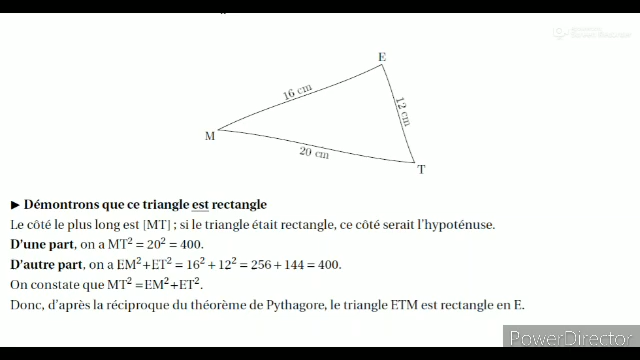 E
16 cm
12 cm
M
20 cm
T
▶ Démontrons que ce triangle est rectangle
Le côté le plus long est [MT] ; si le triangle était rectangle, ce côté serait l'hypoténuse.
D'une part, on a MT² = 20² = 400.
D'autre part, on a EM²+ET² = 16² + 12² = 256 + 144 = 400.
On constate que MT² =EM²+ET².
Donc, d'après la réciproque du théorème de Pythagore, le triangle ETM est rectangle en E.
PowerDirector